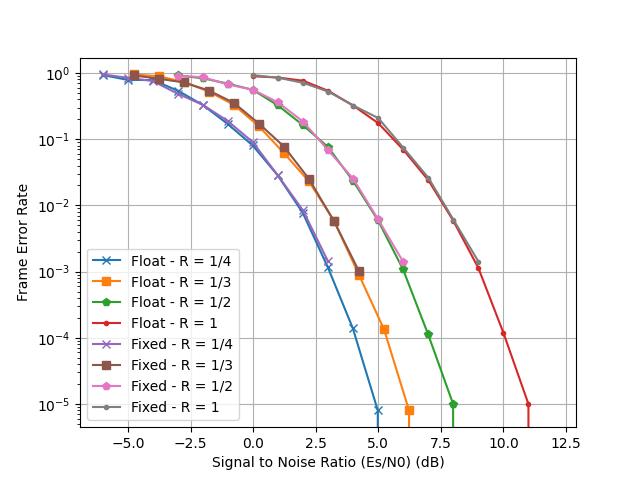 10⁰
10⁻¹
10⁻²
10⁻³
10⁻⁴
10⁻⁵
Frame Error Rate
Float - R = 1/4
Float - R = 1/3
Float - R = 1/2
Float - R = 1
Fixed - R = 1/4
Fixed - R = 1/3
Fixed - R = 1/2
Fixed - R = 1
−5.0 −2.5 0.0 2.5 5.0 7.5 10.0 12.5
Signal to Noise Ratio (Es/N0) (dB)